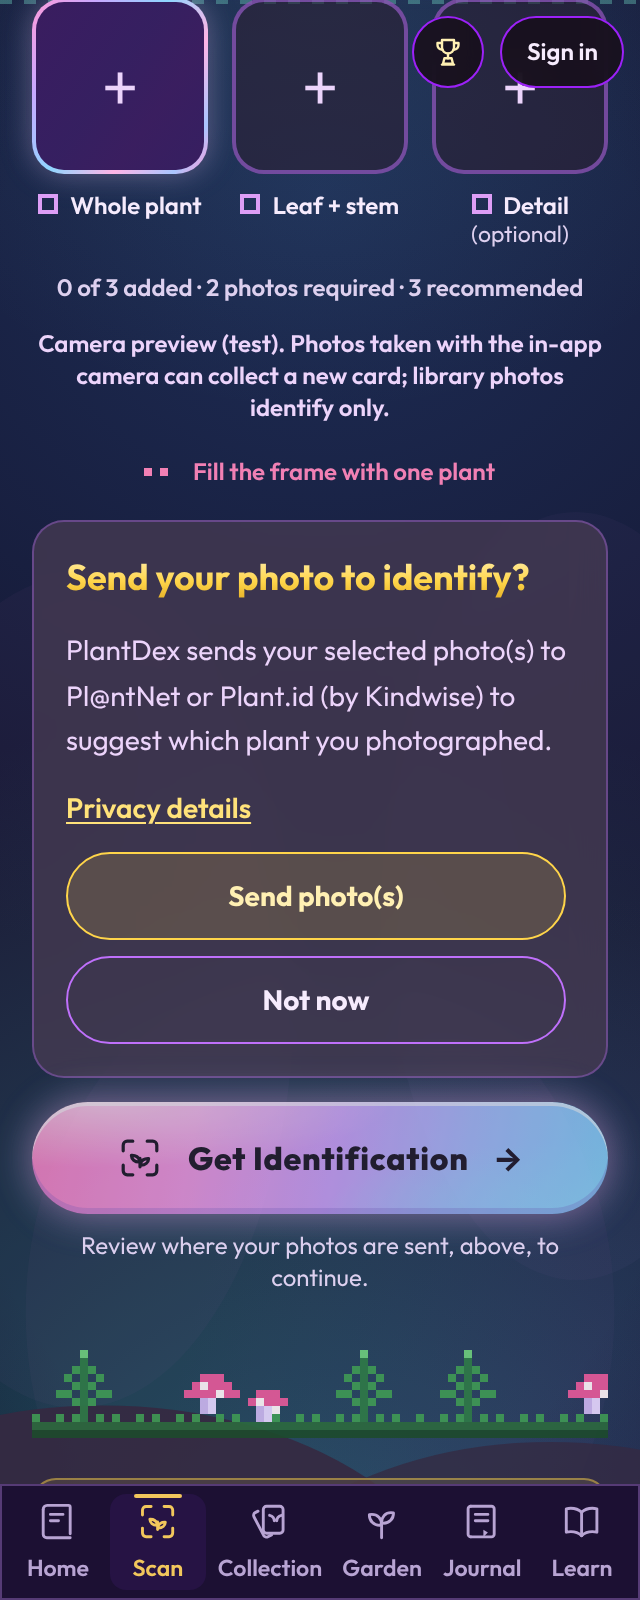 Sign in
Whole plant
Leaf + stem
Detail
(optional)
0 of 3 added · 2 photos required · 3 recommended
Camera preview (test). Photos taken with the in-app
camera can collect a new card; library photos
identify only.
Fill the frame with one plant
Send your photo to identify?
PlantDex sends your selected photo(s) to
Pl@ntNet or Plant.id (by Kindwise) to
suggest which plant you photographed.
Privacy details
Send photo(s)
Not now
Get Identification →
Review where your photos are sent, above, to
continue.
Home
Scan
Collection
Garden
Journal
Learn